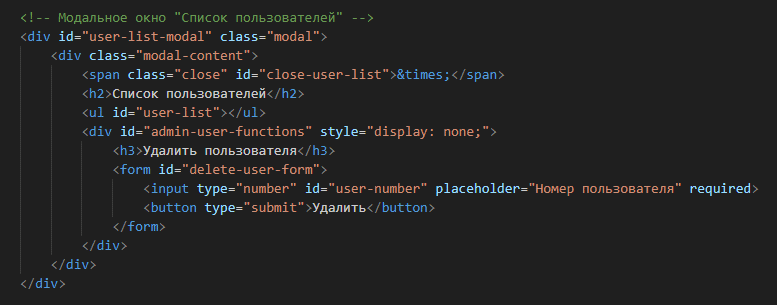 <!-- Модальное окно "Список пользователей" -->
<div id="user-list-modal" class="modal">
<div class="modal-content">
<span class="close" id="close-user-list">&times;</span>
<h2>Список пользователей</h2>
<ul id="user-list"></ul>
<div id="admin-user-functions" style="display: none;">
<h3>Удалить пользователя</h3>
<form id="delete-user-form">
<input type="number" id="user-number" placeholder="Номер пользователя" required>
<button type="submit">Удалить</button>
</form>
</div>
</div>
</div>